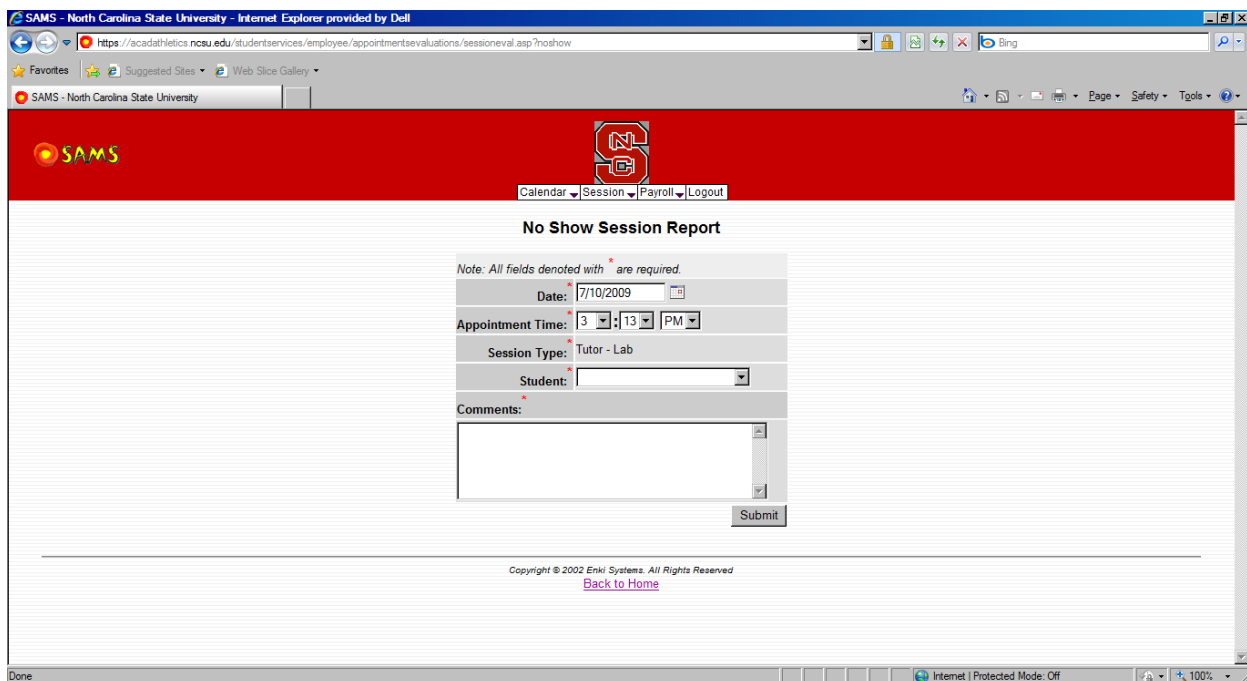 SAMS - North Carolina State University - Internet Explorer provided by Dell
https://acadathletics.ncsu.edu/studentservices/employee/appointmentsevaluations/sessioneval.asp?noshow
Bing
Favorites Suggested Sites Web Slice Gallery
SAMS - North Carolina State University
Page Safety Tools
SAMS
NSC
Calendar Session Payroll Logout
No Show Session Report
Note: All fields denoted with * are required.
* Date: 7/10/2009
* Appointment Time: 3 : 13 PM
* Session Type: Tutor - Lab
* Student:
* Comments:
Submit
Copyright © 2002 Enki Systems. All Rights Reserved
Back to Home
Done Internet | Protected Mode: Off 100%